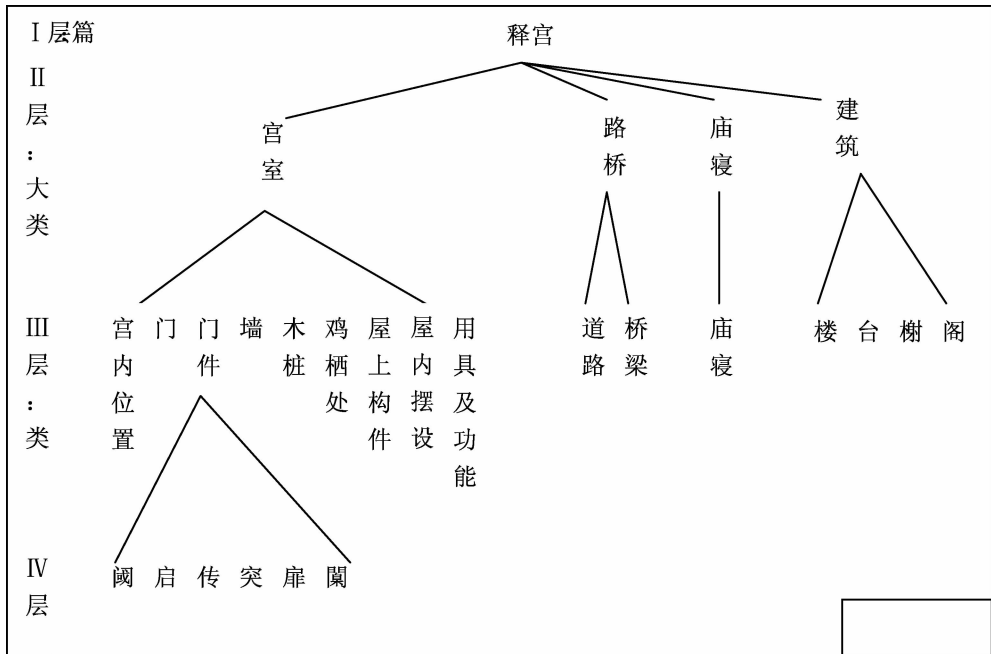 Ⅰ层:篇
释宫
Ⅱ层:大类
宫室
路桥
庙寝
建筑
Ⅲ层:类
宫内位置
门
门件
墙
木桩
鸡栖处
屋上构件
屋内摆设
用具及功能
道路
桥梁
庙寝
楼
台
榭
阁
Ⅳ层
阈
启
传
突
扉
闑